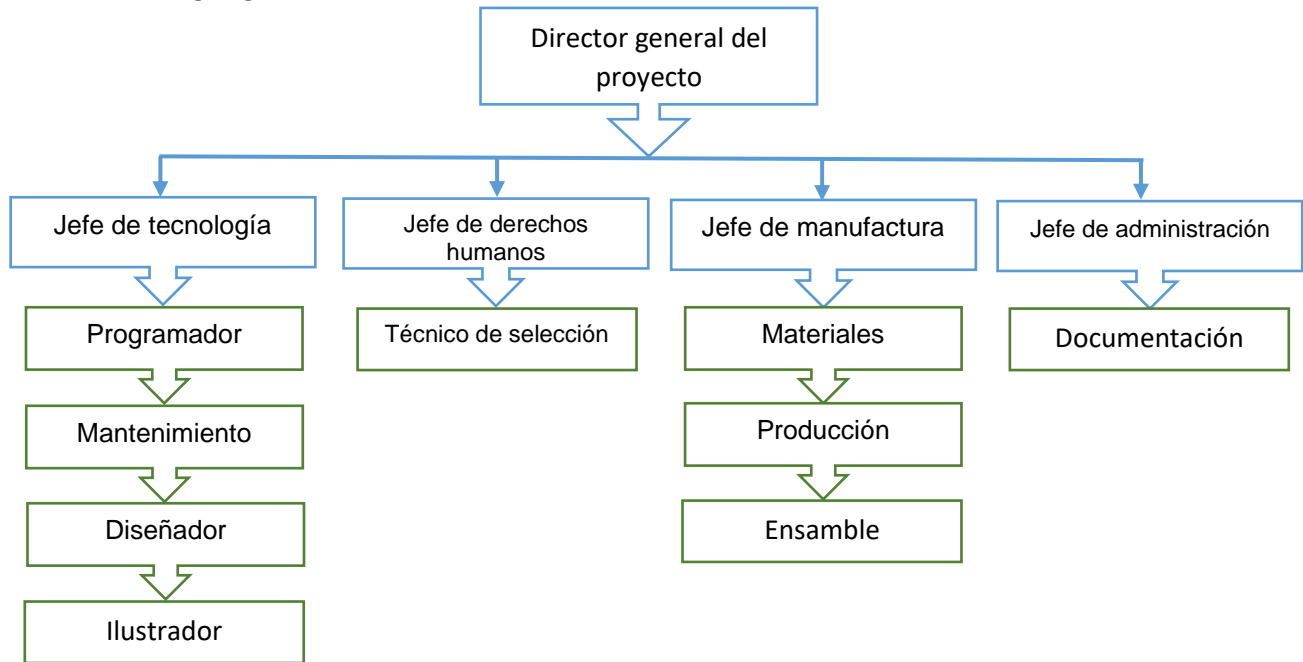 Director general del
proyecto
Jefe de tecnología
Jefe de derechos
humanos
Jefe de manufactura
Jefe de administración
Programador
Técnico de selección
Materiales
Documentación
Mantenimiento
Producción
Diseñador
Ensamble
Ilustrador